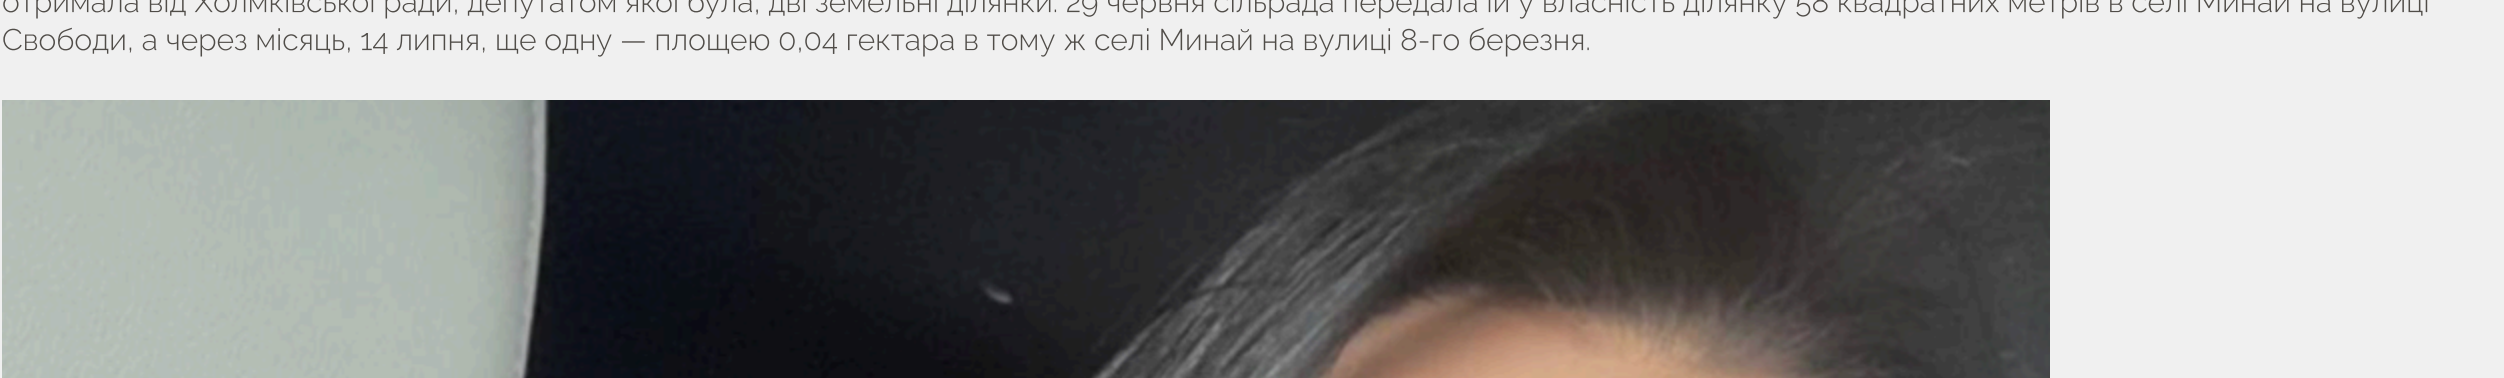 отримала від Холмківської ради, депутатом якої була, дві земельні ділянки. 29 червня сільрада передала їй у власність ділянку 58 квадратних метрів в селі Минай на вулиці
Свободи, а через місяць, 14 липня, ще одну — площею 0,04 гектара в тому ж селі Минай на вулиці 8-го березня.